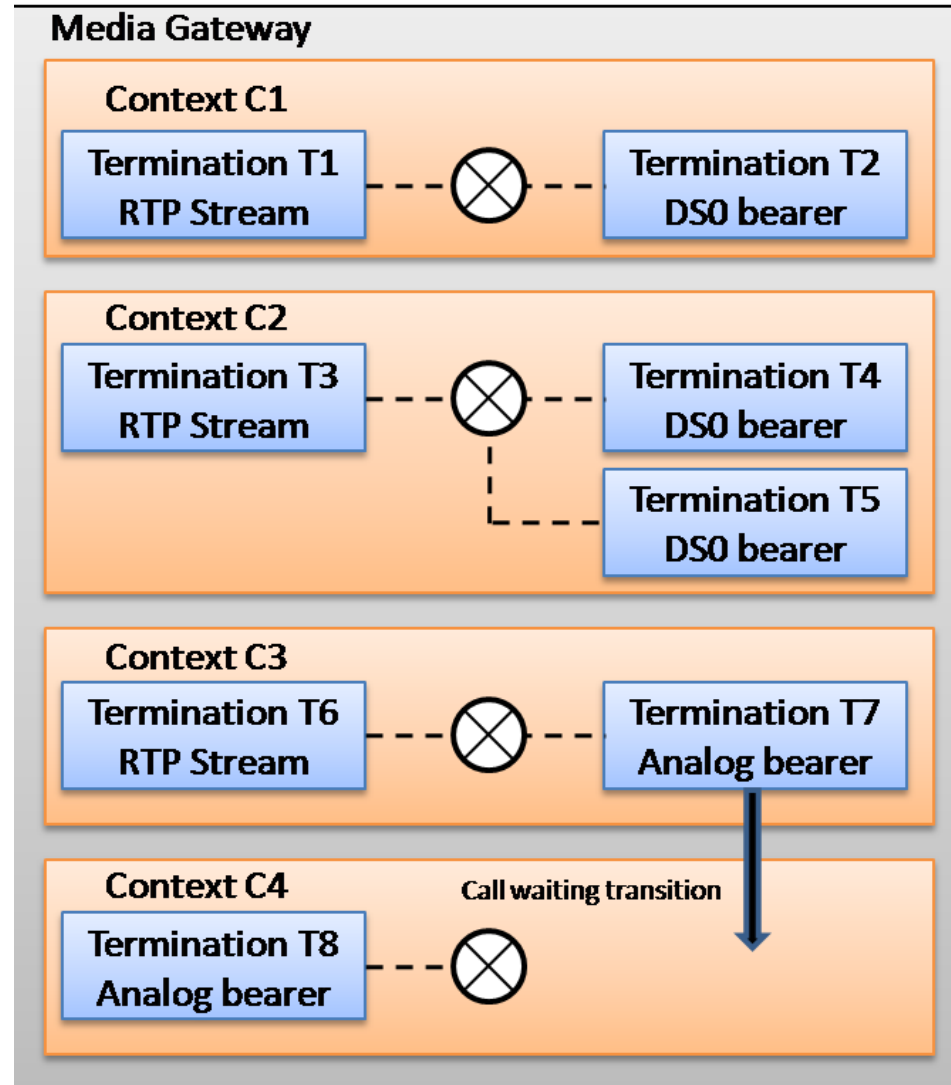 Media Gateway
Context C1
Termination T1
RTP Stream
Termination T2
DS0 bearer
Context C2
Termination T3
RTP Stream
Termination T4
DS0 bearer
Termination T5
DS0 bearer
Context C3
Termination T6
RTP Stream
Termination T7
Analog bearer
Context C4
Call waiting transition
Termination T8
Analog bearer